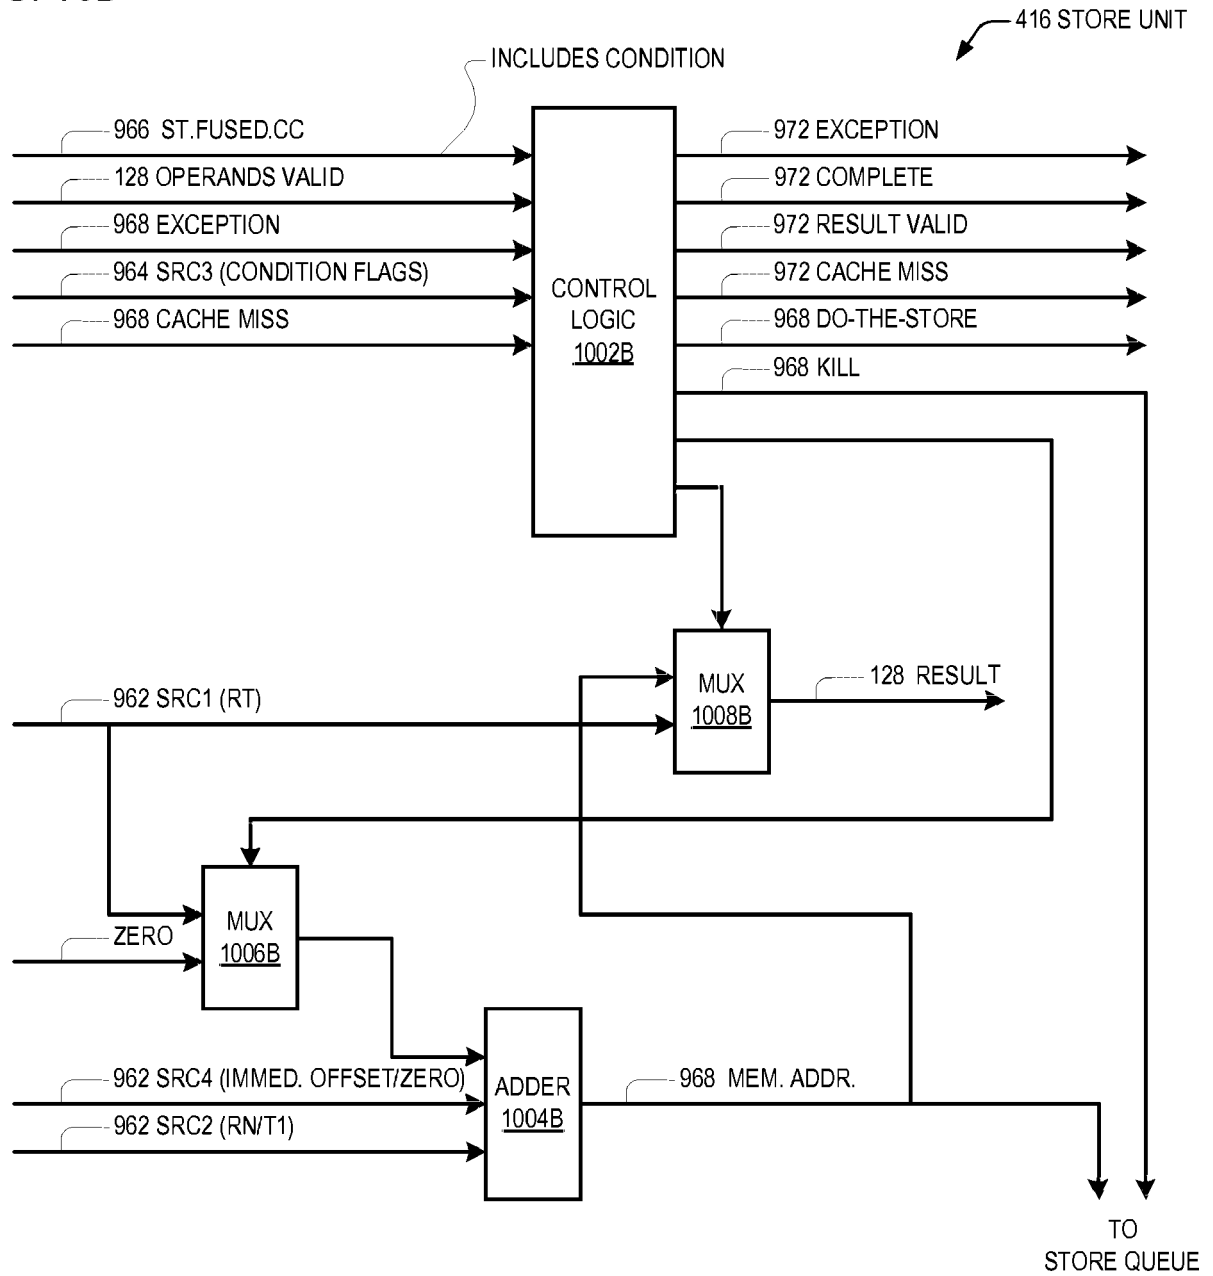 416 STORE UNIT
INCLUDES CONDITION
966 ST.FUSED.CC
128 OPERANDS VALID
968 EXCEPTION
964 SRC3 (CONDITION FLAGS)
968 CACHE MISS
CONTROL
LOGIC
1002B
972 EXCEPTION
972 COMPLETE
972 RESULT VALID
972 CACHE MISS
968 DO-THE-STORE
968 KILL
962 SRC1 (RT)
MUX
1008B
128 RESULT
ZERO
MUX
1006B
962 SRC4 (IMMED. OFFSET/ZERO)
962 SRC2 (RN/T1)
ADDER
1004B
968 MEM. ADDR.
TO
STORE QUEUE